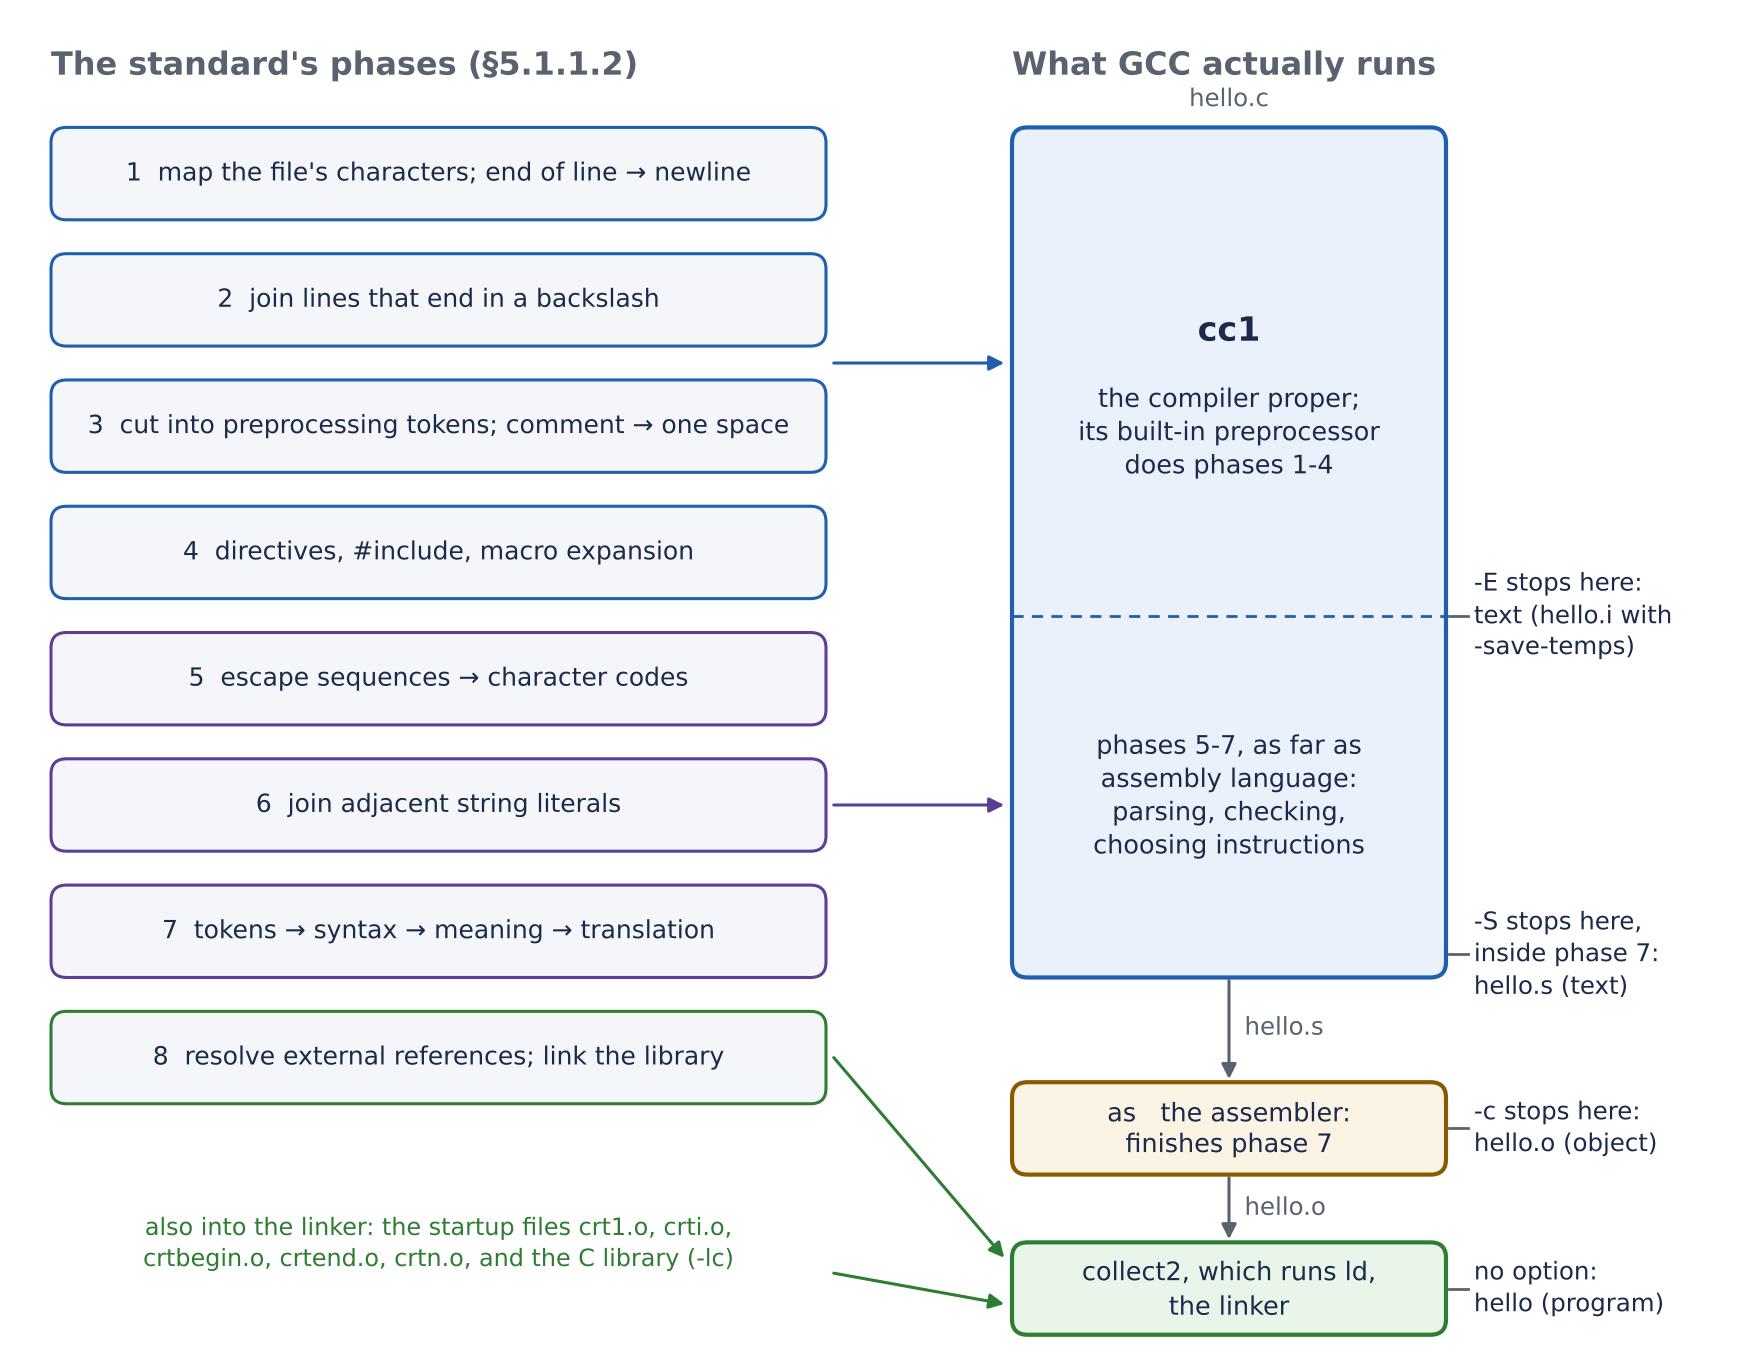 The standard's phases (§5.1.1.2)
1 map the file's characters; end of line → newline
2 join lines that end in a backslash
3 cut into preprocessing tokens; comment → one space
4 directives, #include, macro expansion
5 escape sequences → character codes
6 join adjacent string literals
7 tokens → syntax → meaning → translation
8 resolve external references; link the library
also into the linker: the startup files crt1.o, crti.o,
crtbegin.o, crtend.o, crtn.o, and the C library (-lc)
What GCC actually runs
hello.c
cc1
the compiler proper;
its built-in preprocessor
does phases 1-4
-E stops here:
text (hello.i with
-save-temps)
phases 5-7, as far as
assembly language:
parsing, checking,
choosing instructions
-S stops here,
inside phase 7:
hello.s (text)
hello.s
as the assembler:
finishes phase 7
-c stops here:
hello.o (object)
hello.o
collect2, which runs ld,
the linker
no option:
hello (program)